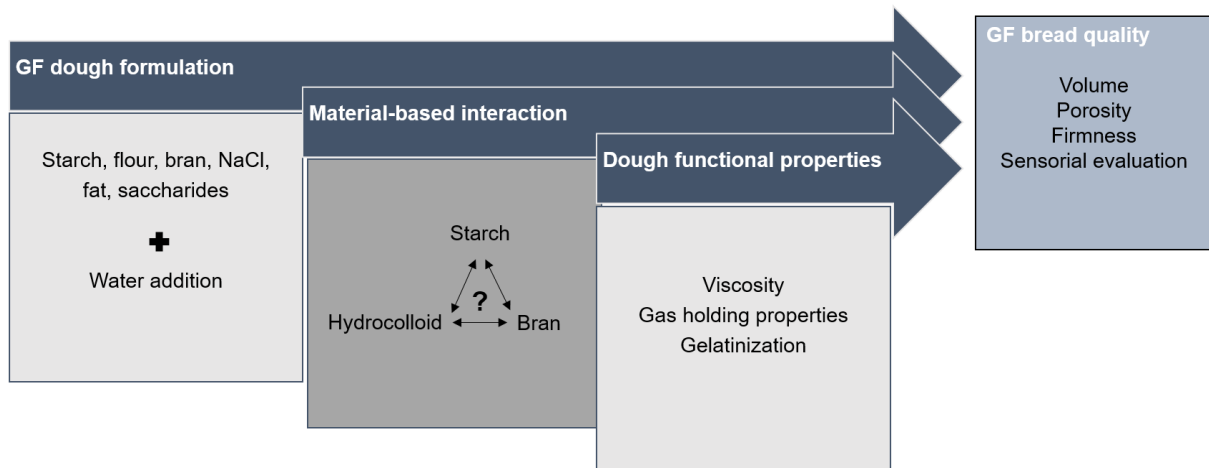 GF dough formulation
Starch, flour, bran, NaCl,
fat, saccharides
+
Water addition
Material-based interaction
Starch
?
Hydrocolloid
Bran
Dough functional properties
Viscosity
Gas holding properties
Gelatinization
GF bread quality
Volume
Porosity
Firmness
Sensorial evaluation